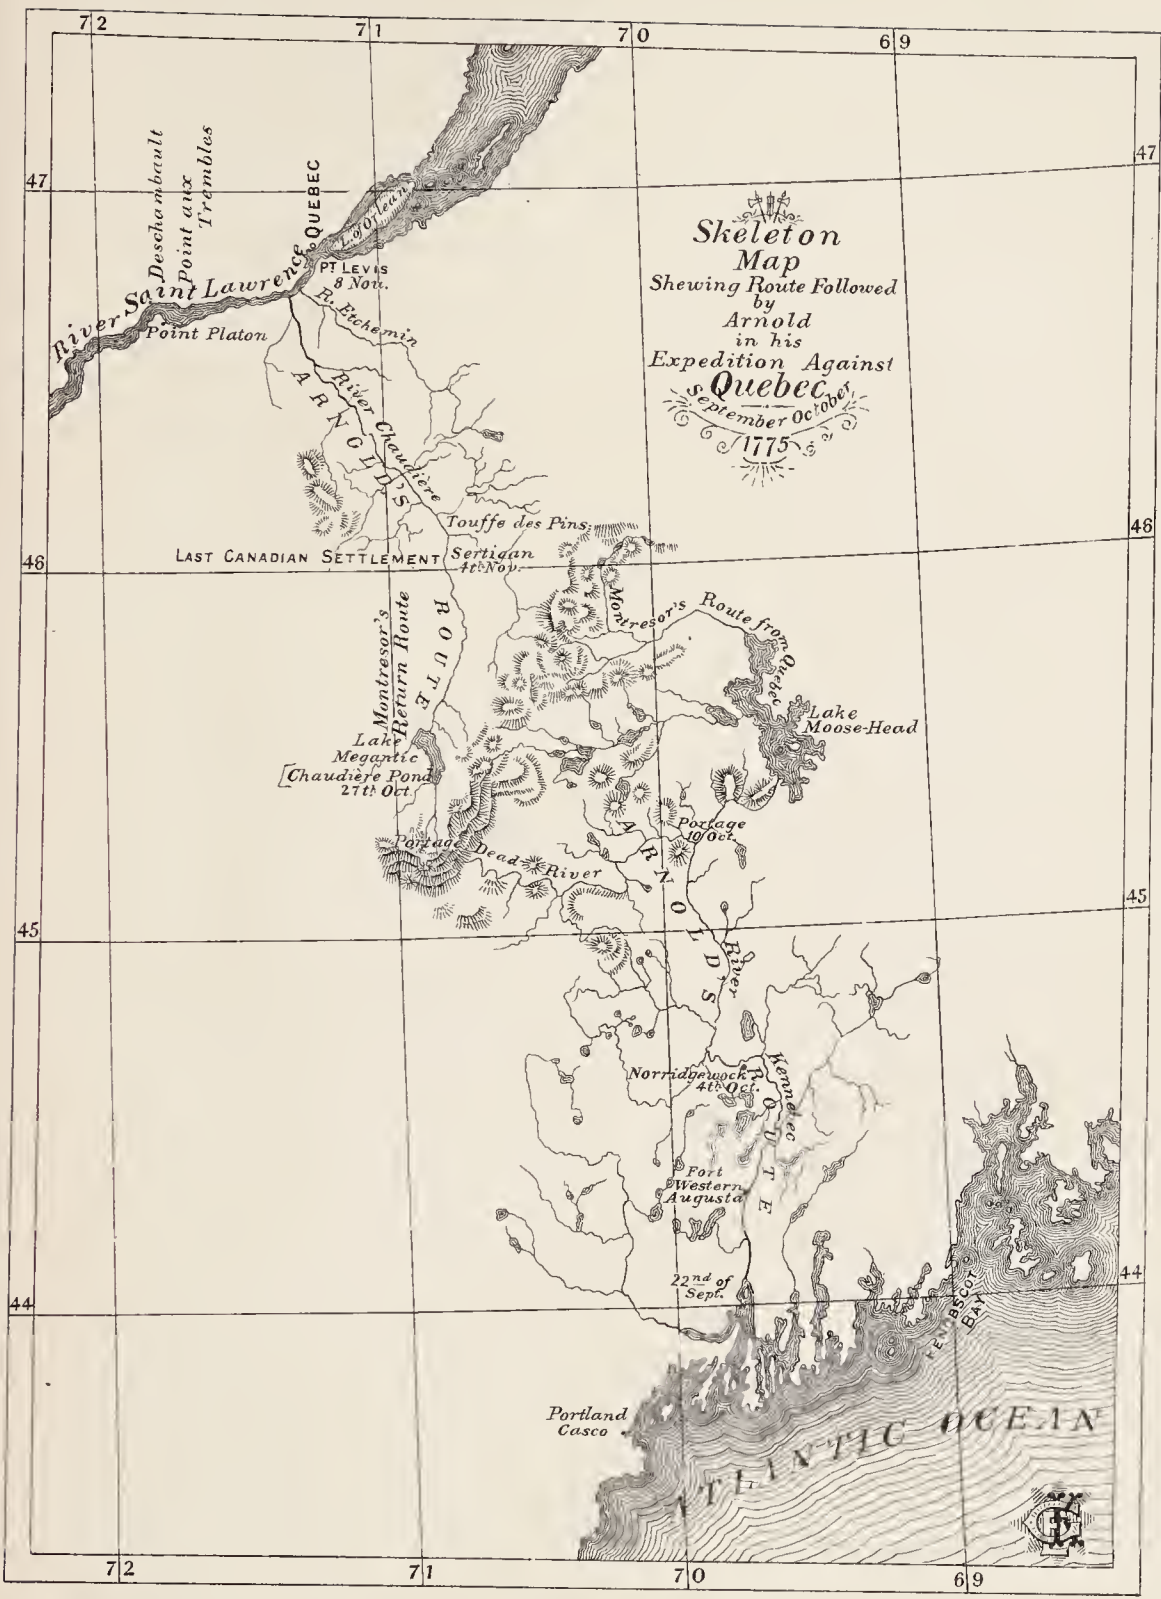 72
71
70
69
47
47
Deschambault
Point aux
Trembles
QUEBEC
I. of Orlean
River Saint Lawrence
PT LEVIS
8 Nov.
R. Etchemin
Point Platon
Skeleton
Map
Shewing Route Followed
by
Arnold
in his
Expedition Against
Quebec
September October
1775
River Chaudière
ARNOLD'S
Touffe des Pins
46
46
LAST CANADIAN SETTLEMENT
Sertigan
4th Nov.
ROUTE
Montresor's
Return Route
Montresor's Route from Quebec
Lake
Moose-Head
Lake
Megantic
[Chaudière Pond
27th Oct.
Portage
10 Oct.
Portage
Dead River
ARNOLD'S
45
45
River
Kennebec
Norridgewock
4th Oct.
ROUTE
Fort
Western
Augusta
22nd of
Sept.
44
44
PENOBSCOT
BAY
Portland
Casco
ATLANTIC OCEAN
72
71
70
69